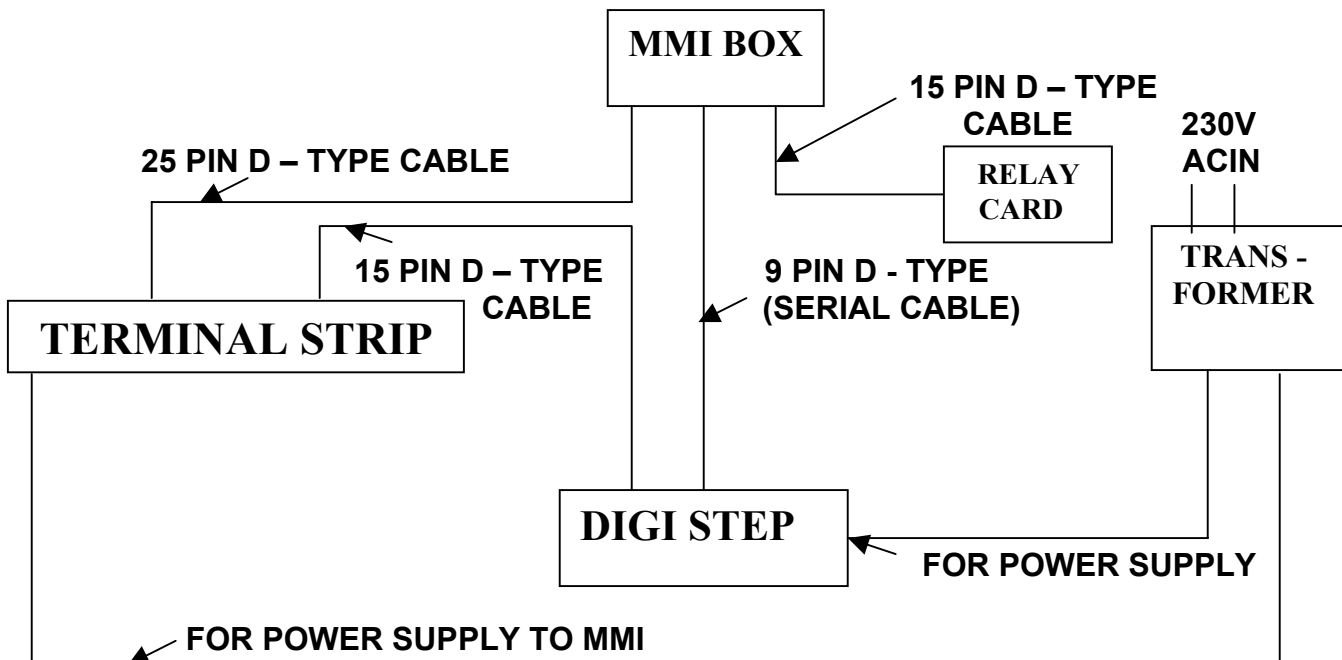 MMI BOX
15 PIN D – TYPE
CABLE
230V
ACIN
25 PIN D – TYPE CABLE
RELAY
CARD
15 PIN D – TYPE
CABLE
9 PIN D - TYPE
(SERIAL CABLE)
TRANS -
FORMER
TERMINAL STRIP
DIGI STEP
FOR POWER SUPPLY
FOR POWER SUPPLY TO MMI